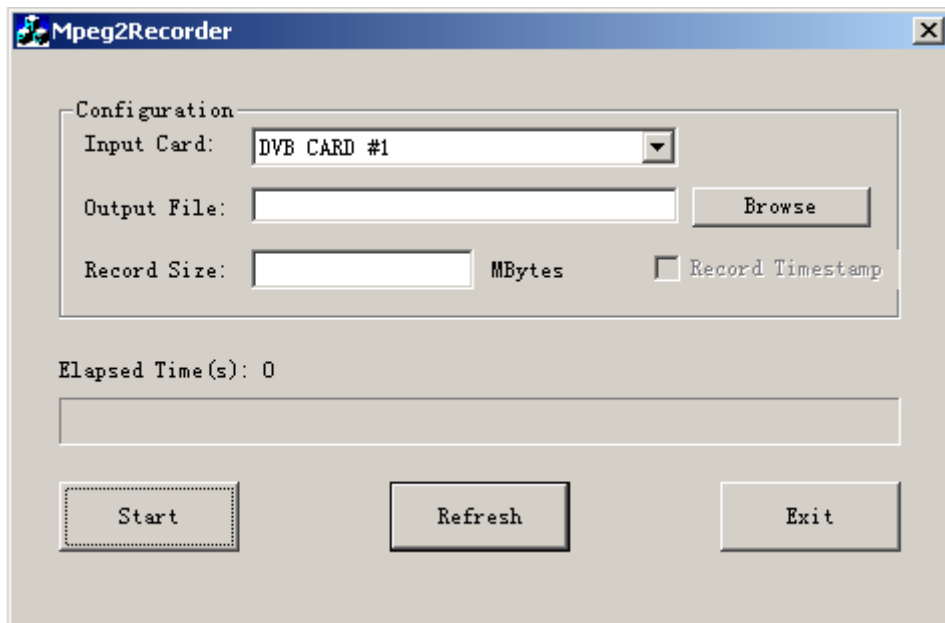 Mpeg2Recorder
Configuration
Input Card: DVB CARD #1
Output File: Browse
Record Size: MBytes Record Timestamp
Elapsed Time(s): 0
Start Refresh Exit